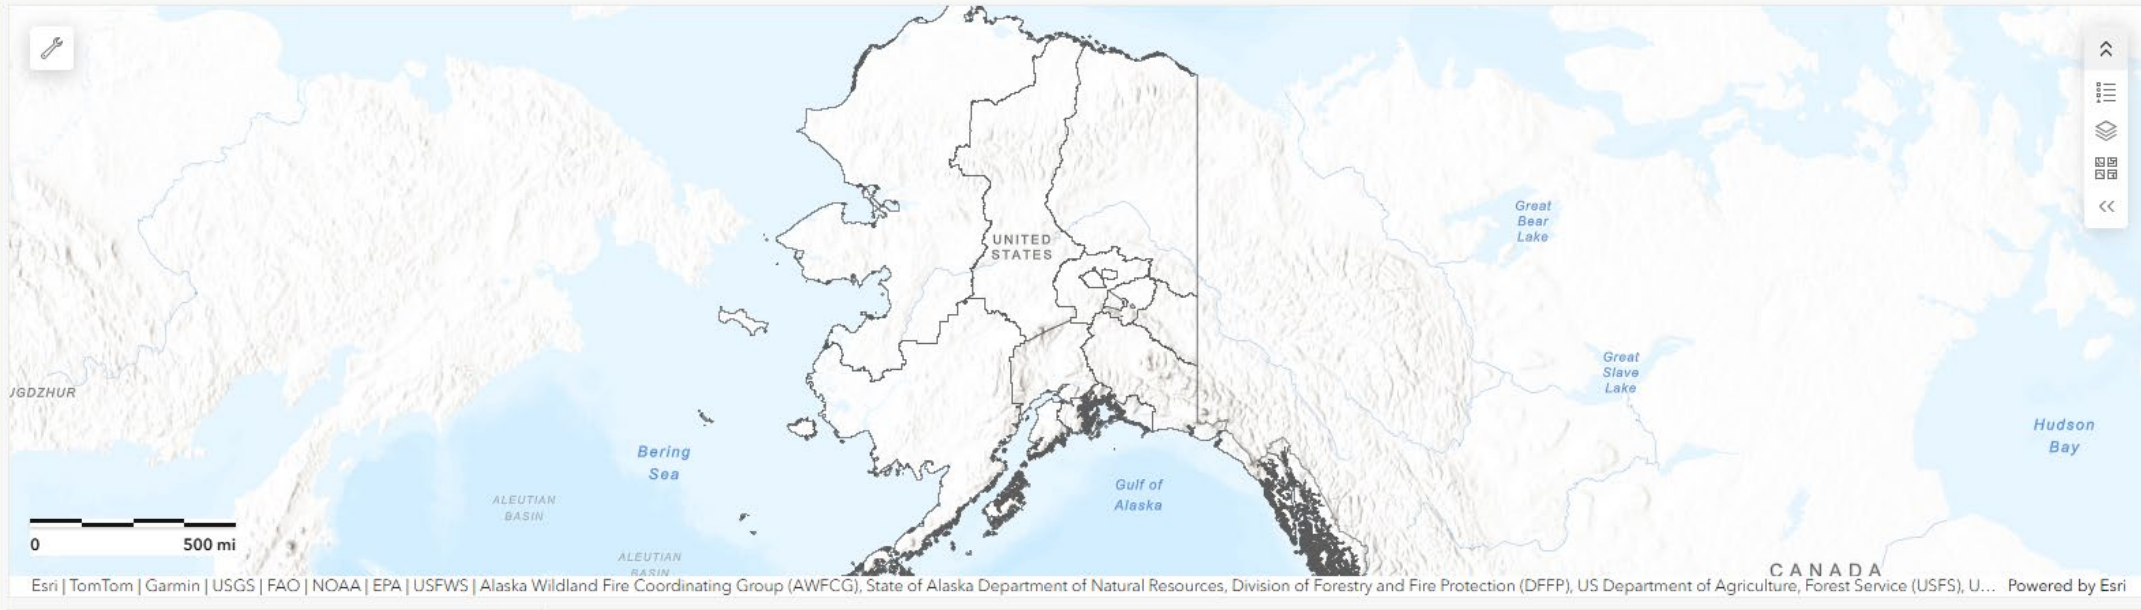 UNITED
STATES
Great
Bear
Lake
Great
Slave
Lake
JGDZHUR
Hudson
Bay
Bering
Sea
Gulf of
Alaska
ALEUTIAN
BASIN
0 500 mi
ALEUTIAN
BASIN
CANADA
Esri | TomTom | Garmin | USGS | FAO | NOAA | EPA | USFWS | Alaska Wildland Fire Coordinating Group (AWFCG), State of Alaska Department of Natural Resources, Division of Forestry and Fire Protection (DFFP), US Department of Agriculture, Forest Service (USFS), U... Powered by Esri